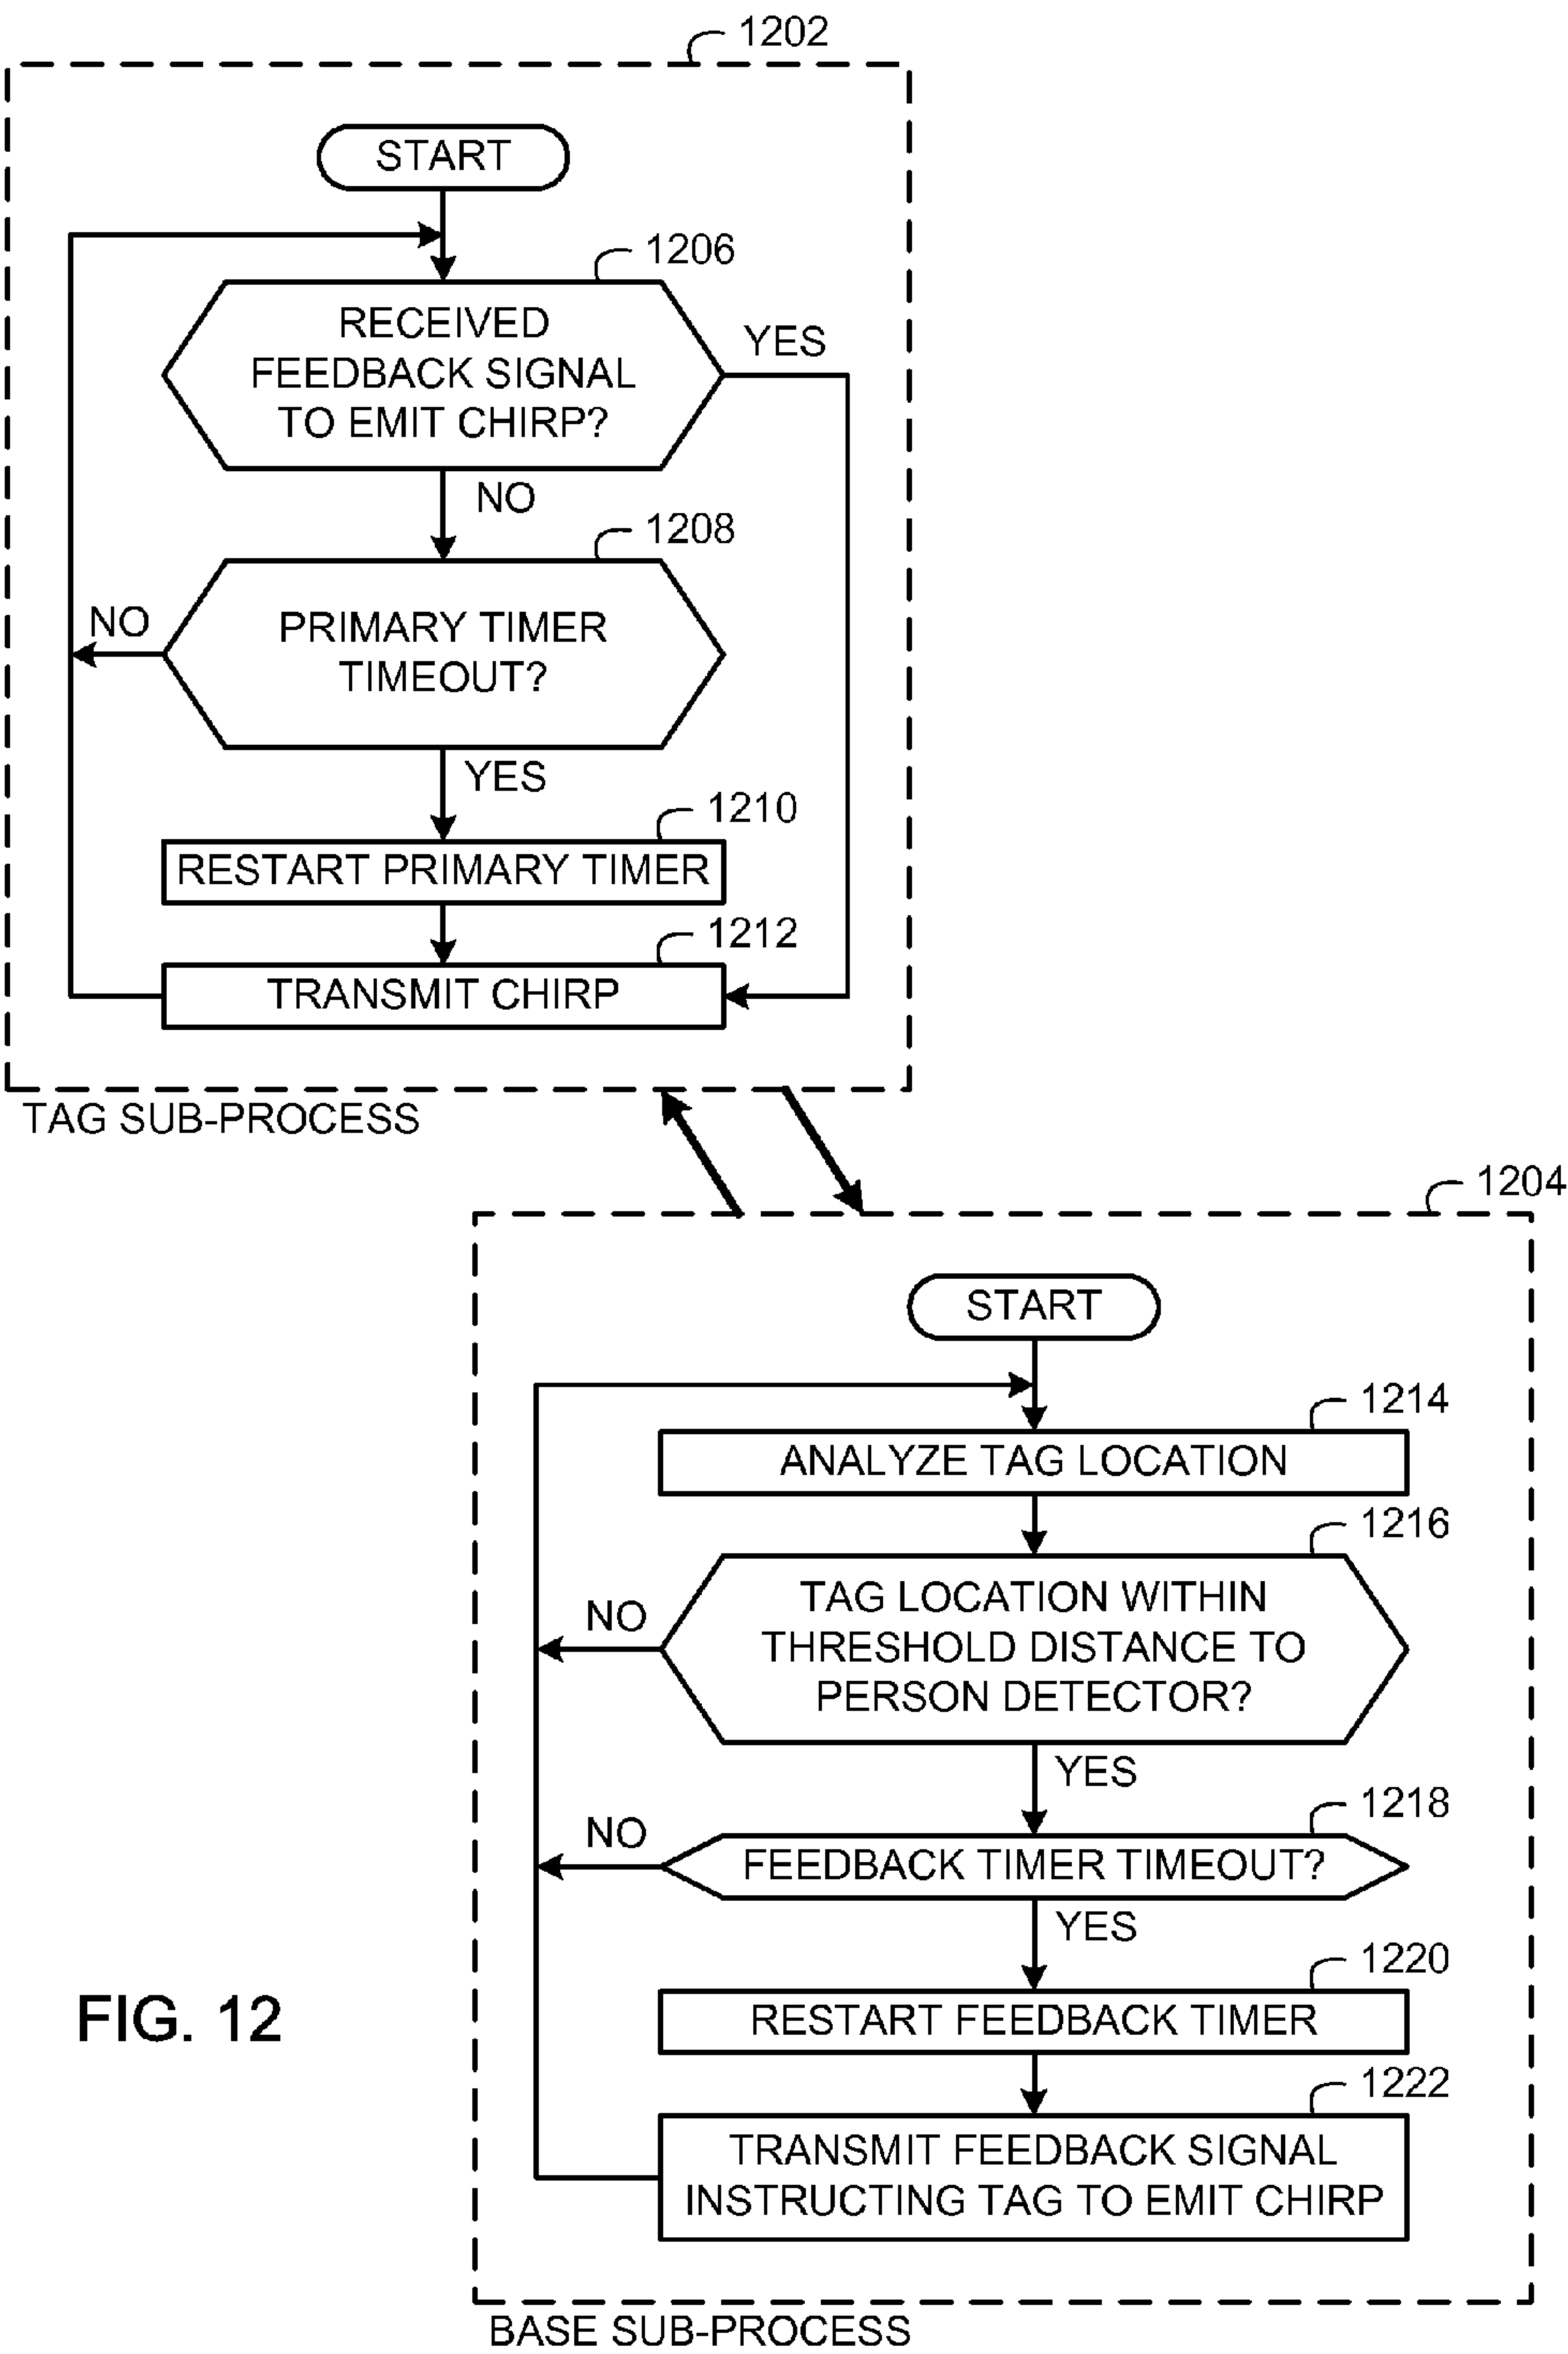 1202
START
1206
RECEIVED
FEEDBACK SIGNAL
TO EMIT CHIRP?
YES
NO
1208
PRIMARY TIMER
TIMEOUT?
NO
YES
1210
RESTART PRIMARY TIMER
1212
TRANSMIT CHIRP
TAG SUB-PROCESS
1204
START
1214
ANALYZE TAG LOCATION
1216
TAG LOCATION WITHIN
THRESHOLD DISTANCE TO
PERSON DETECTOR?
NO
YES
1218
NO
FEEDBACK TIMER TIMEOUT?
YES
1220
RESTART FEEDBACK TIMER
1222
TRANSMIT FEEDBACK SIGNAL
INSTRUCTING TAG TO EMIT CHIRP
BASE SUB-PROCESS
FIG. 12